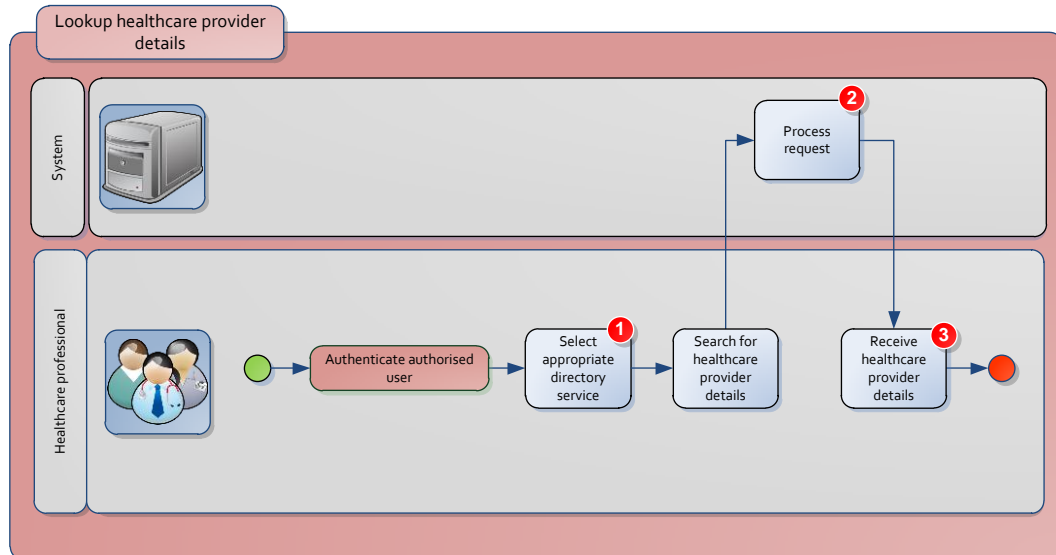 Lookup healthcare provider
details
System
2
Process
request
Healthcare professional
Authenticate authorised
user
1
Select
appropriate
directory
service
Search for
healthcare
provider
details
3
Receive
healthcare
provider
details